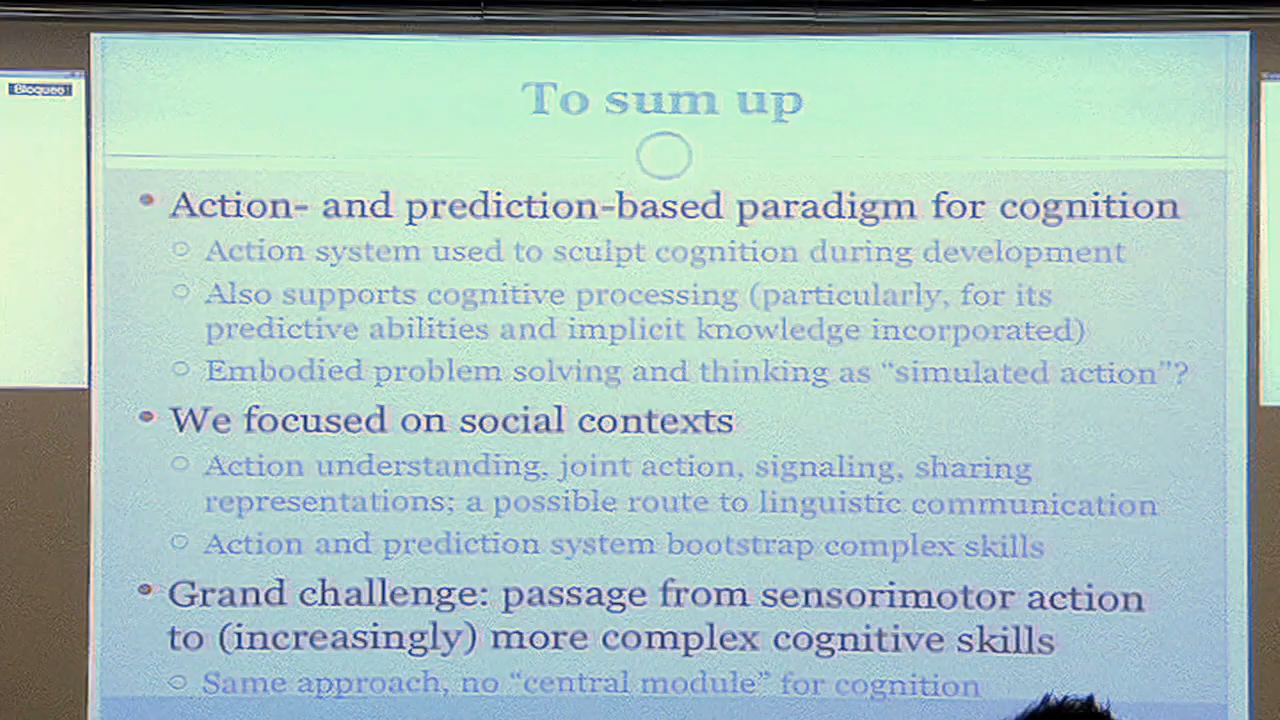 Bloqueo
To sum up
• Action- and prediction-based paradigm for cognition
○ Action system used to sculpt cognition during development
○ Also supports cognitive processing (particularly, for its
predictive abilities and implicit knowledge incorporated)
○ Embodied problem solving and thinking as “simulated action”?
• We focused on social contexts
○ Action understanding, joint action, signaling, sharing
representations; a possible route to linguistic communication
○ Action and prediction system bootstrap complex skills
• Grand challenge: passage from sensorimotor action
to (increasingly) more complex cognitive skills
○ Same approach, no “central module” for cognition